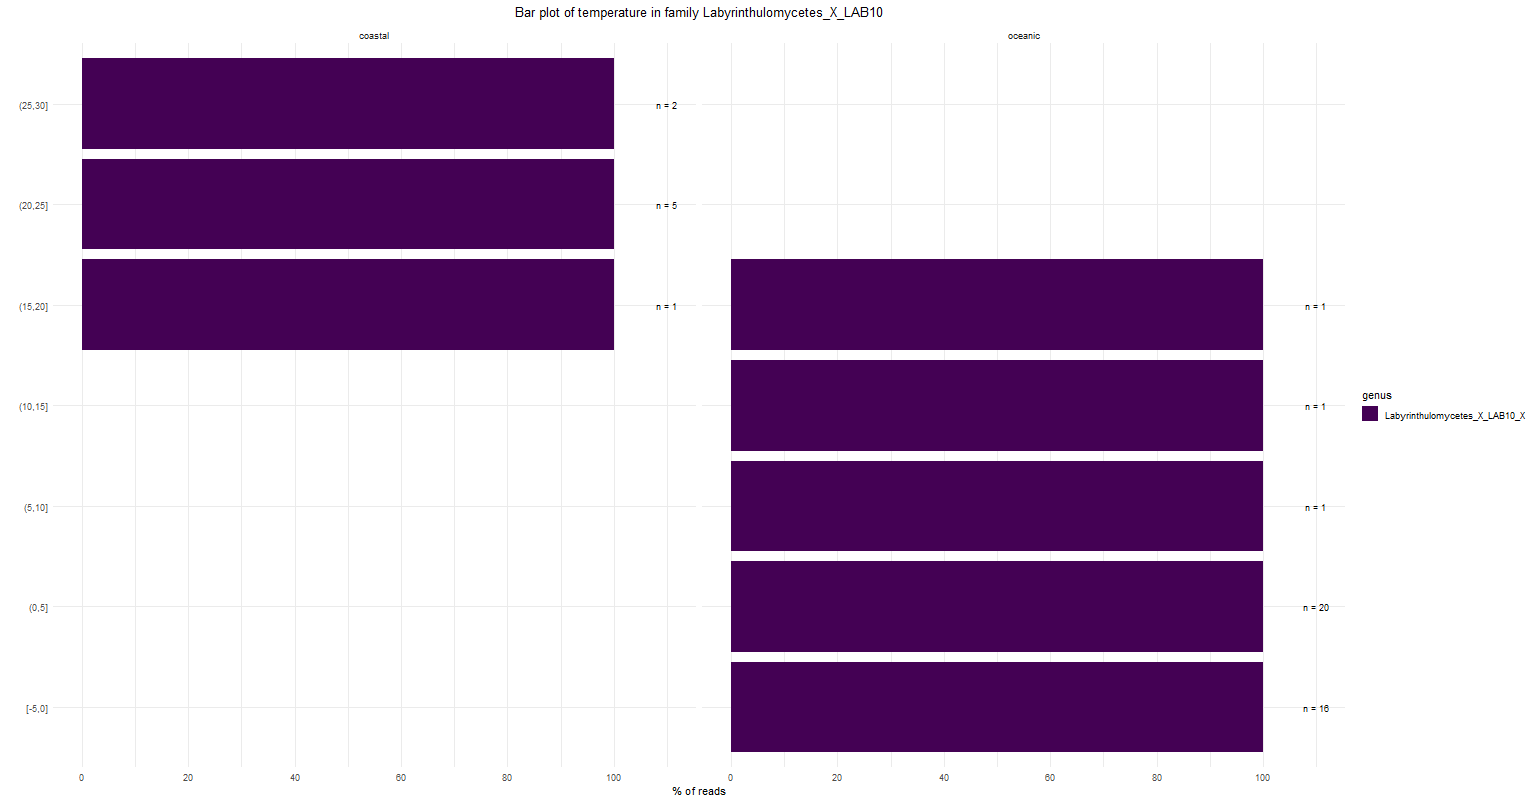 Bar plot of temperature in family Labyrinthulomycetes_X_LAB10
coastal
oceanic
(25,30]
n = 2
(20,25]
n = 5
(15,20]
n = 1
n = 1
(10,15]
n = 1
(5,10]
n = 1
(0,5]
n = 20
[-5,0]
n = 16
genus
Labyrinthulomycetes_X_LAB10_X
0 20 40 60 80 100
0 20 40 60 80 100
% of reads